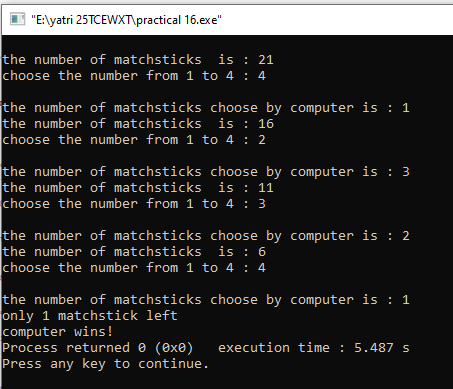 "E:\yatri 25TCEWXT\practical 16.exe"
the number of matchsticks  is : 21
choose the number from 1 to 4 : 4
the number of matchsticks choose by computer is : 1
the number of matchsticks  is : 16
choose the number from 1 to 4 : 2
the number of matchsticks choose by computer is : 3
the number of matchsticks  is : 11
choose the number from 1 to 4 : 3
the number of matchsticks choose by computer is : 2
the number of matchsticks  is : 6
choose the number from 1 to 4 : 4
the number of matchsticks choose by computer is : 1
only 1 matchstick left
computer wins!
Process returned 0 (0x0)   execution time : 5.487 s
Press any key to continue.